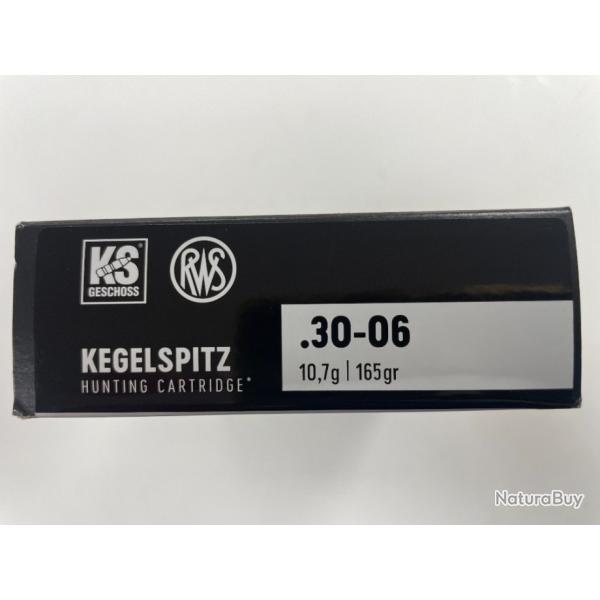 KS®
GESCHOSS
RWS
KEGELSPITZ
HUNTING CARTRIDGE*
.30-06
10,7g | 165gr
NaturaBuy